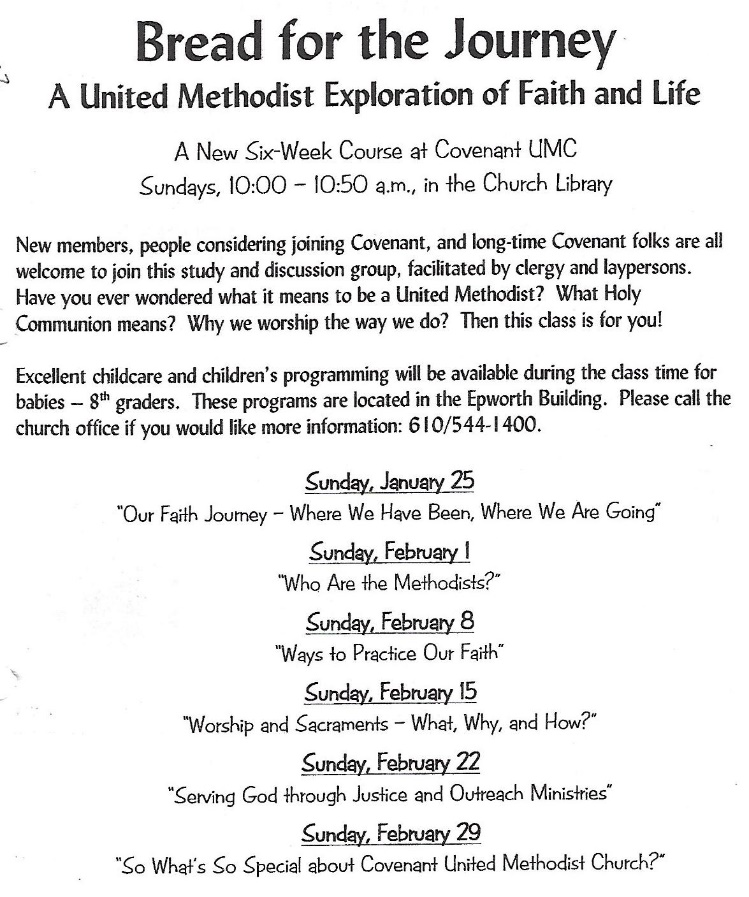 Bread for the Journey
A United Methodist Exploration of Faith and Life
A New Six-Week Course at Covenant UMC
Sundays, 10:00 – 10:50 a.m., in the Church Library
New members, people considering joining Covenant, and long-time Covenant folks are all
welcome to join this study and discussion group, facilitated by clergy and laypersons.
Have you ever wondered what it means to be a United Methodist?  What Holy
Communion means?  Why we worship the way we do?  Then this class is for you!
Excellent childcare and children's programming will be available during the class time for
babies – 8th graders.  These programs are located in the Epworth Building.  Please call the
church office if you would like more information: 610/544-1400.
Sunday, January 25
"Our Faith Journey – Where We Have Been, Where We Are Going"
Sunday, February 1
"Who Are the Methodists?"
Sunday, February 8
"Ways to Practice Our Faith"
Sunday, February 15
"Worship and Sacraments – What, Why, and How?"
Sunday, February 22
"Serving God through Justice and Outreach Ministries"
Sunday, February 29
"So What's So Special about Covenant United Methodist Church?"